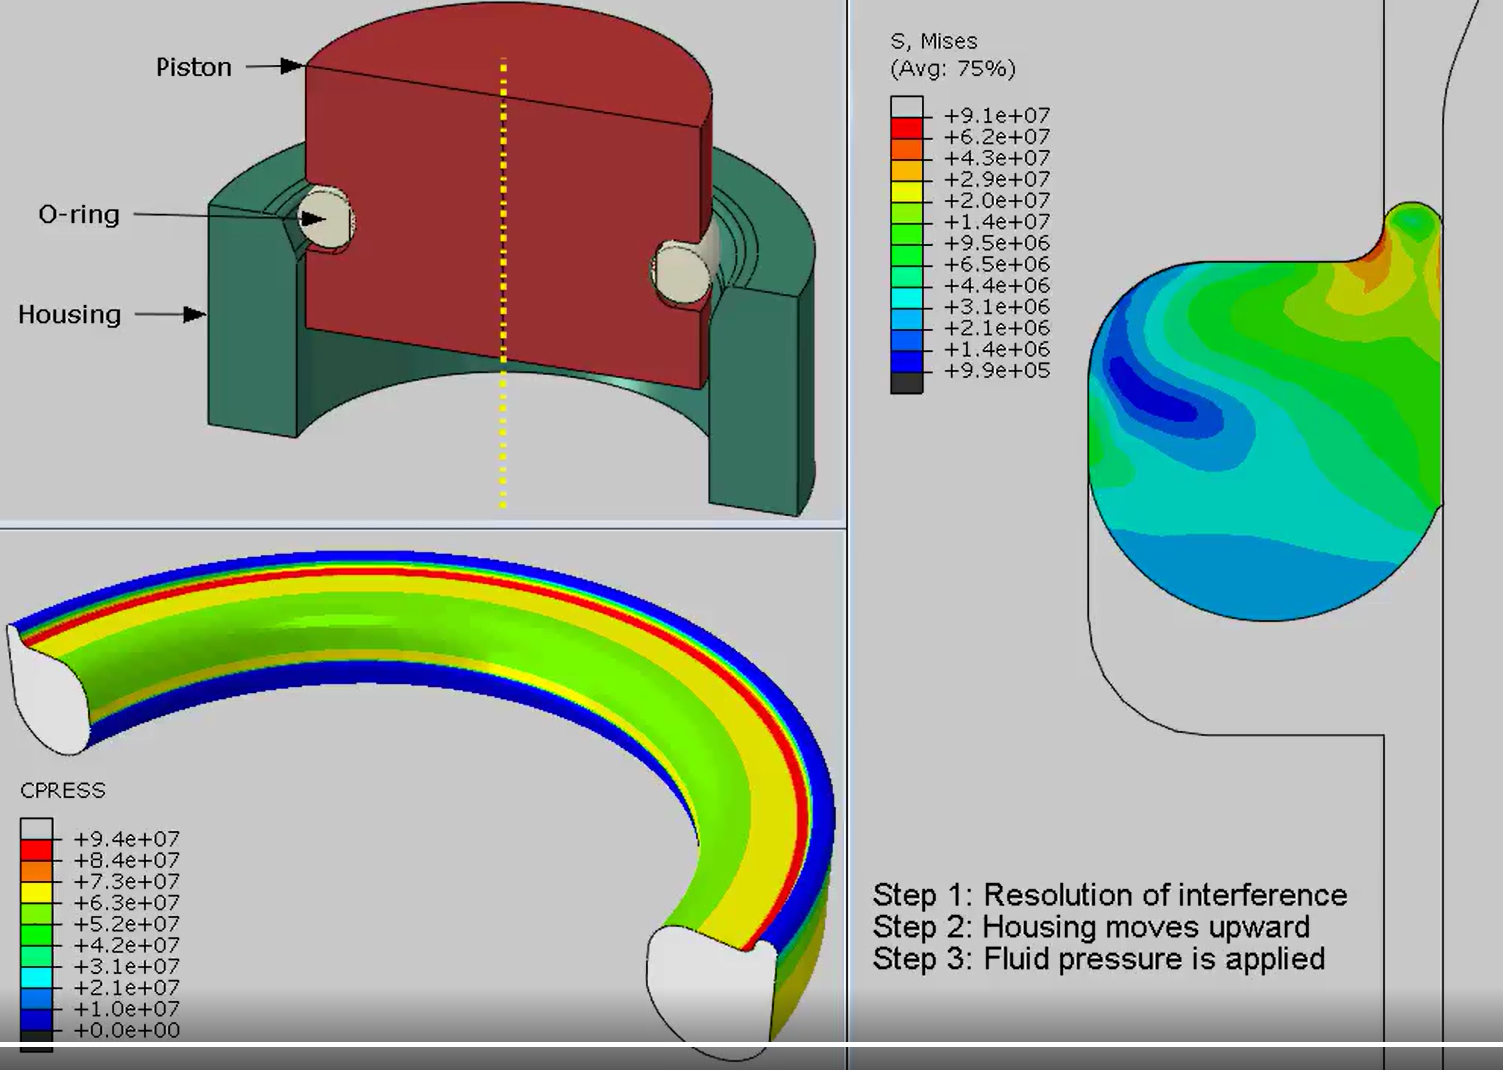 Piston
O-ring
Housing
S, Mises
(Avg: 75%)
+9.1e+07
+6.2e+07
+4.3e+07
+2.9e+07
+2.0e+07
+1.4e+07
+9.5e+06
+6.5e+06
+4.4e+06
+3.1e+06
+2.1e+06
+1.4e+06
+9.9e+05
CPRESS
+9.4e+07
+8.4e+07
+7.3e+07
+6.3e+07
+5.2e+07
+4.2e+07
+3.1e+07
+2.1e+07
+1.0e+07
+0.0e+00
Step 1: Resolution of interference
Step 2: Housing moves upward
Step 3: Fluid pressure is applied